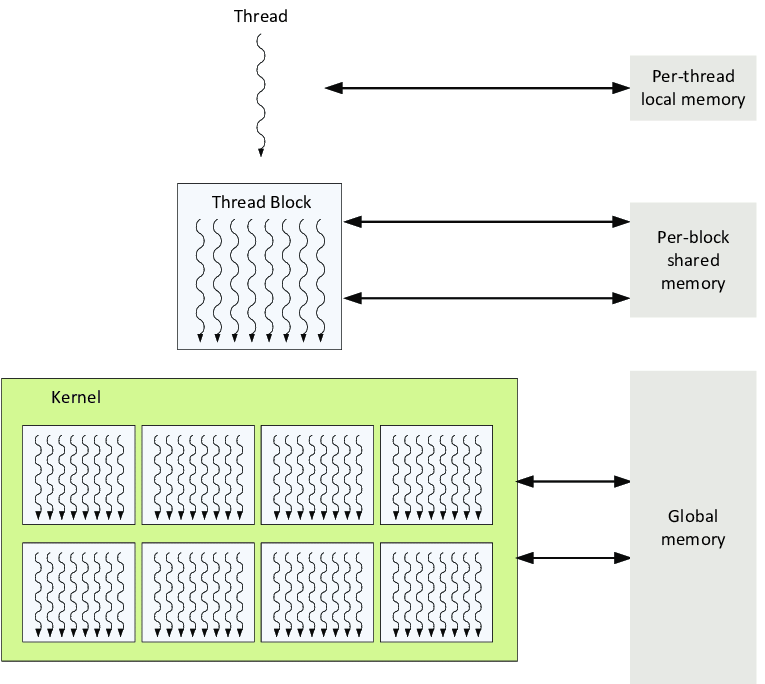 Thread
Per-thread
local memory
Thread Block
Per-block
shared
memory
Kernel
Global
memory